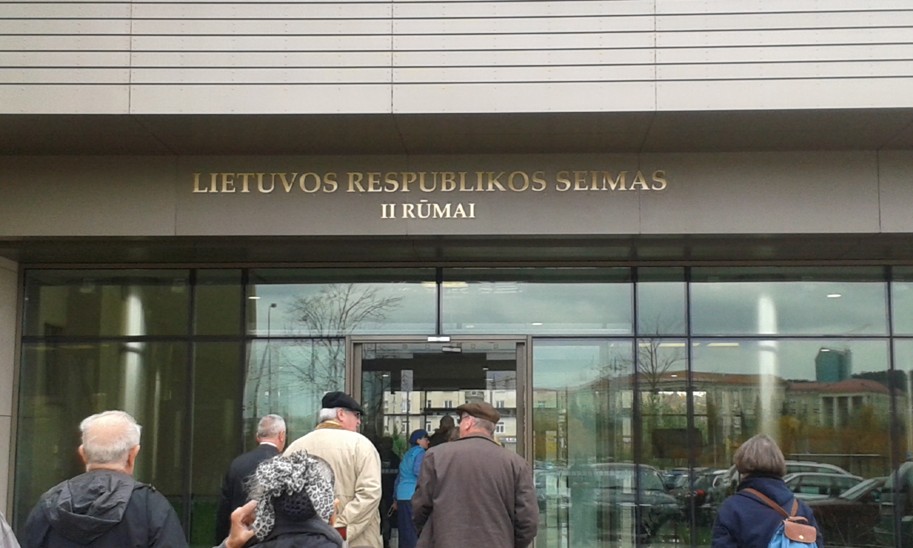 LIETUVOS RESPUBLIKOS SEIMAS
II RŪMAI